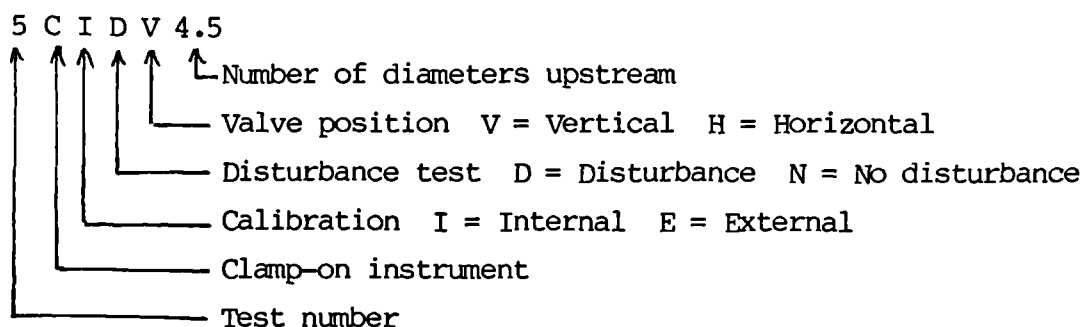 5 C I D V 4.5
Number of diameters upstream
Valve position V = Vertical H = Horizontal
Disturbance test D = Disturbance N = No disturbance
Calibration I = Internal E = External
Clamp-on instrument
Test number